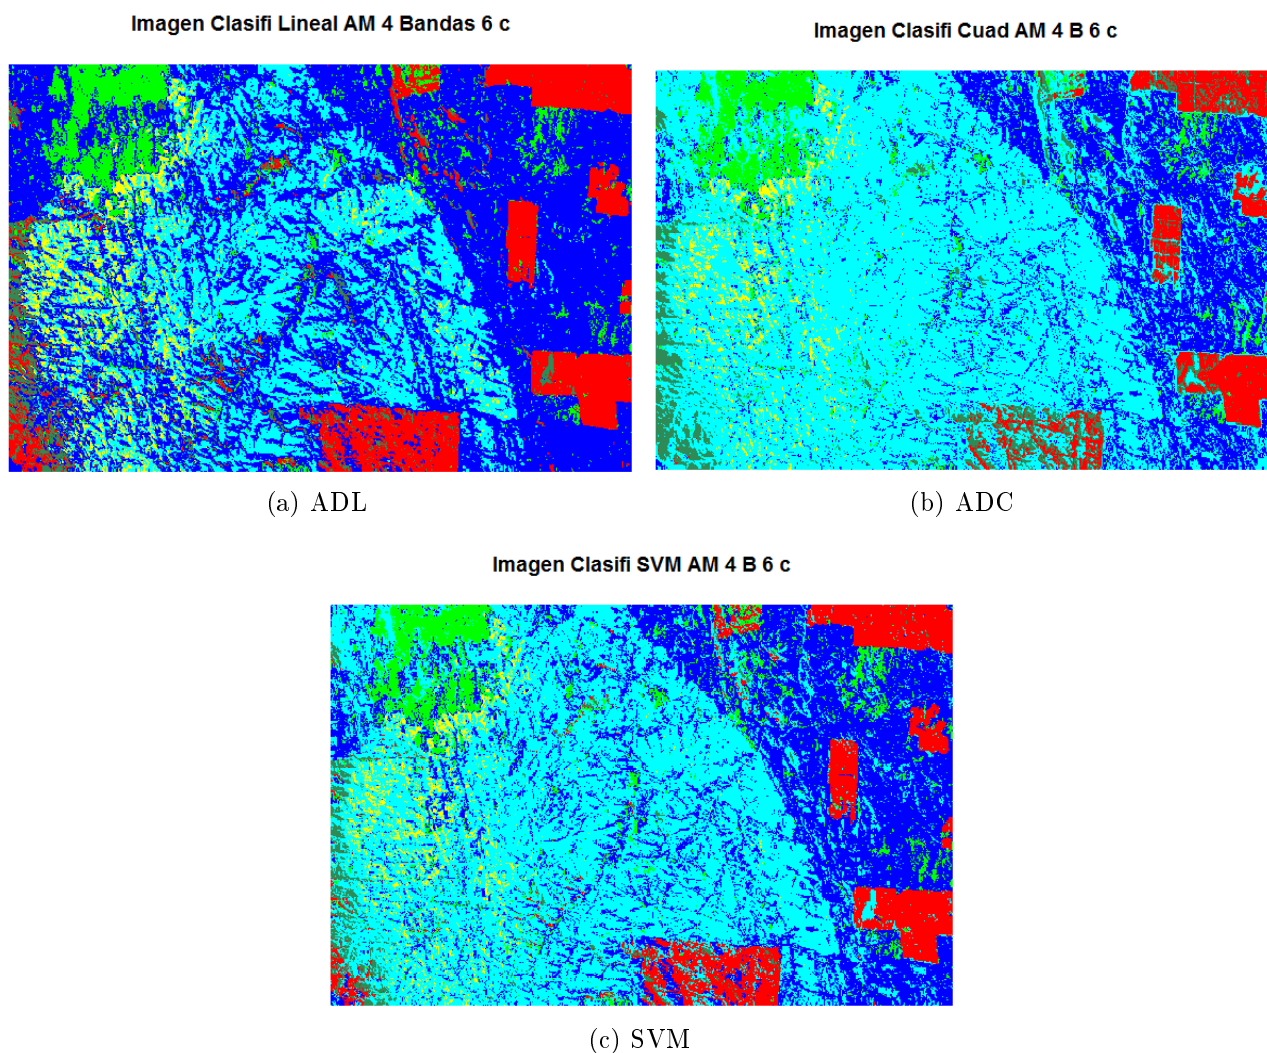 Imagen Clasifi Lineal AM 4 Bandas 6 c
Imagen Clasifi Cuad AM 4 B 6 c
(a) ADL
(b) ADC
Imagen Clasifi SVM AM 4 B 6 c
(c) SVM